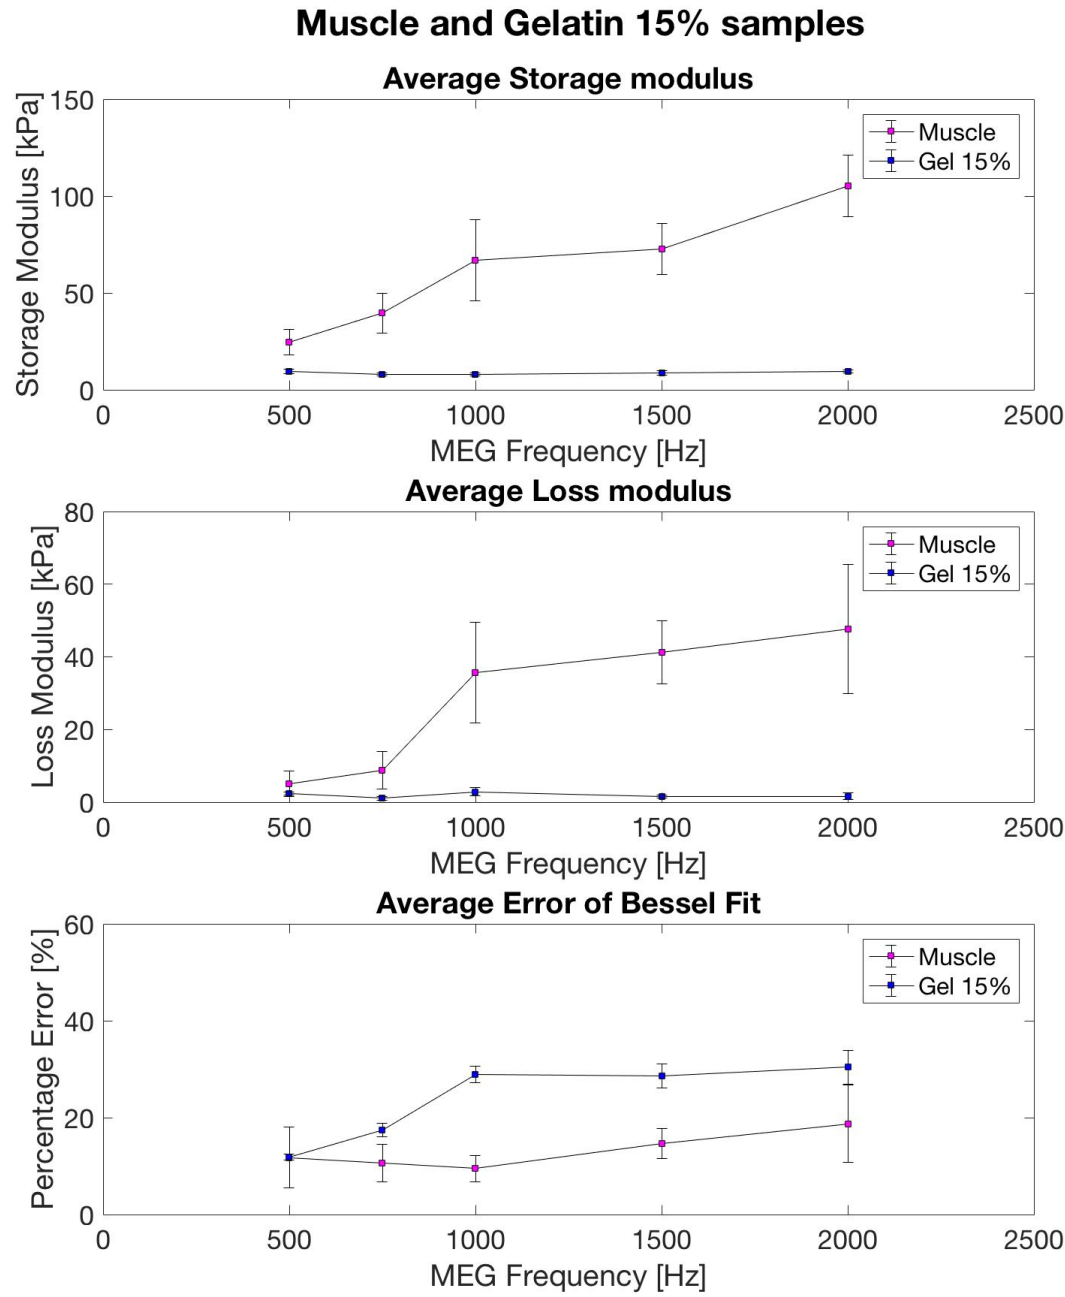 Muscle and Gelatin 15% samples
Average Storage modulus
Storage Modulus [kPa]
150
100
50
0
Muscle
Gel 15%
0 500 1000 1500 2000 2500
MEG Frequency [Hz]
Average Loss modulus
Loss Modulus [kPa]
80
60
40
20
0
Muscle
Gel 15%
0 500 1000 1500 2000 2500
MEG Frequency [Hz]
Average Error of Bessel Fit
Percentage Error [%]
60
40
20
0
Muscle
Gel 15%
0 500 1000 1500 2000 2500
MEG Frequency [Hz]